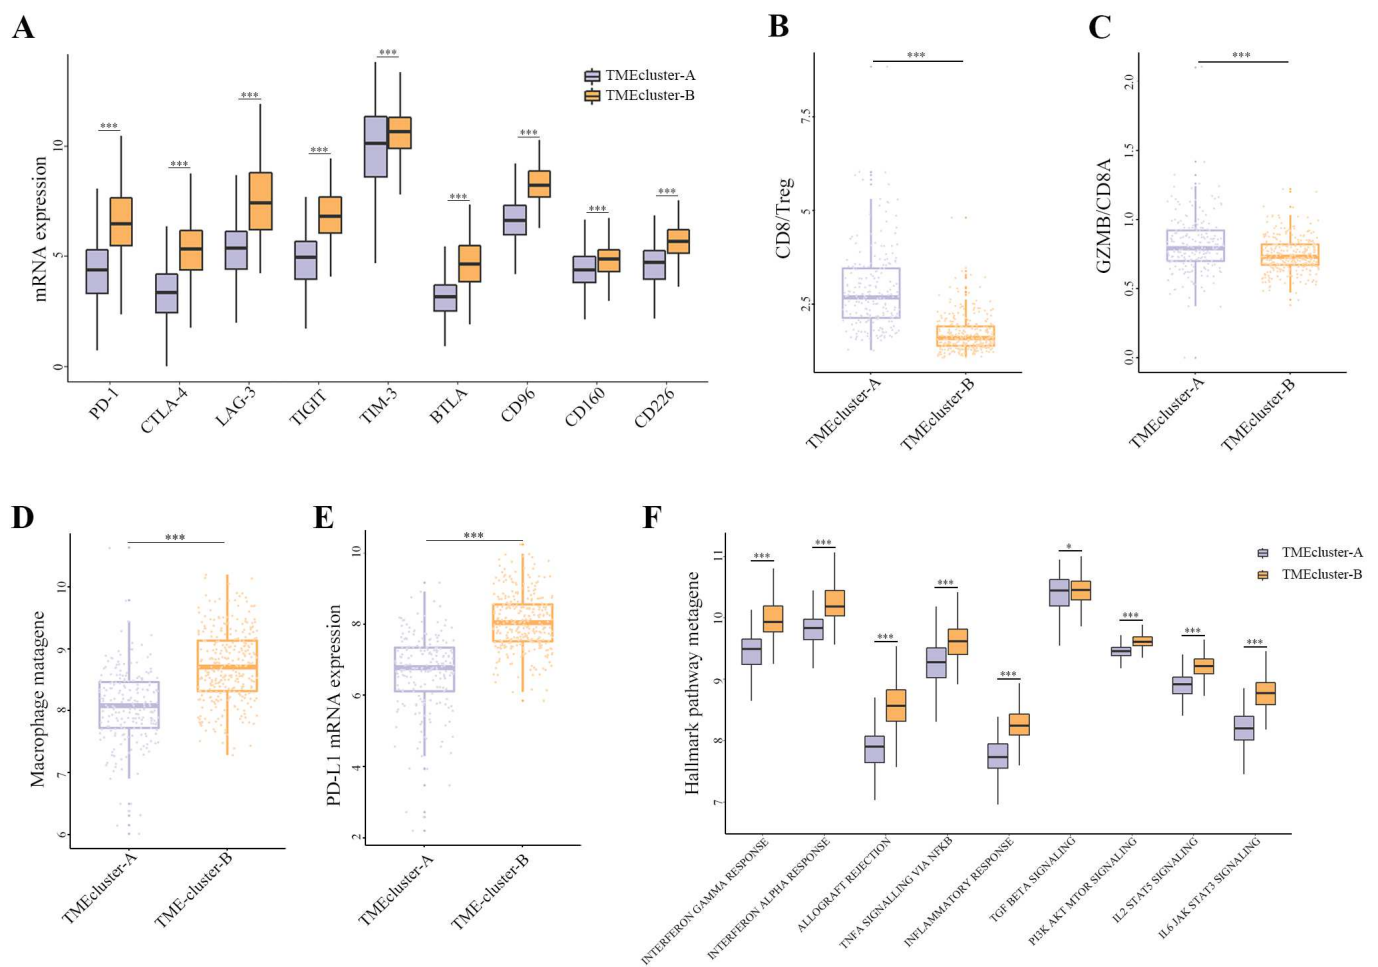 A
mRNA expression
10
5
0
***
***
***
***
***
***
***
***
***
TMEcluster-A
TMEcluster-B
PD-1
CTLA-4
LAG-3
TIGIT
TIM-3
BTLA
CD96
CD160
CD226
B
CD8/Treg
7.5
5
2.5
***
TMEcluster-A
TMEcluster-B
C
GZMB/CD8A
2.0
1.5
1.0
0.5
0.0
***
TMEcluster-A
TMEcluster-B
D
Macrophage matagene
10
9
8
7
6
***
TMEcluster-A
TME-cluster-B
E
PD-L1 mRNA expression
10
8
6
4
2
***
TMEcluster-A
TME-cluster-B
F
Hallmark pathway metagene
11
10
9
8
7
***
***
***
***
***
*
***
***
***
TMEcluster-A
TMEcluster-B
INTERFERON GAMMA RESPONSE
INTERFERON ALPHA RESPONSE
ALLOGRAFT REJECTION
TNFA SIGNALLING VIA NFKB
INFLAMMATORY RESPONSE
TGF BETA SIGNALING
PI3K AKT MTOR SIGNALING
IL2 STAT5 SIGNALING
IL6 JAK STAT3 SIGNALING